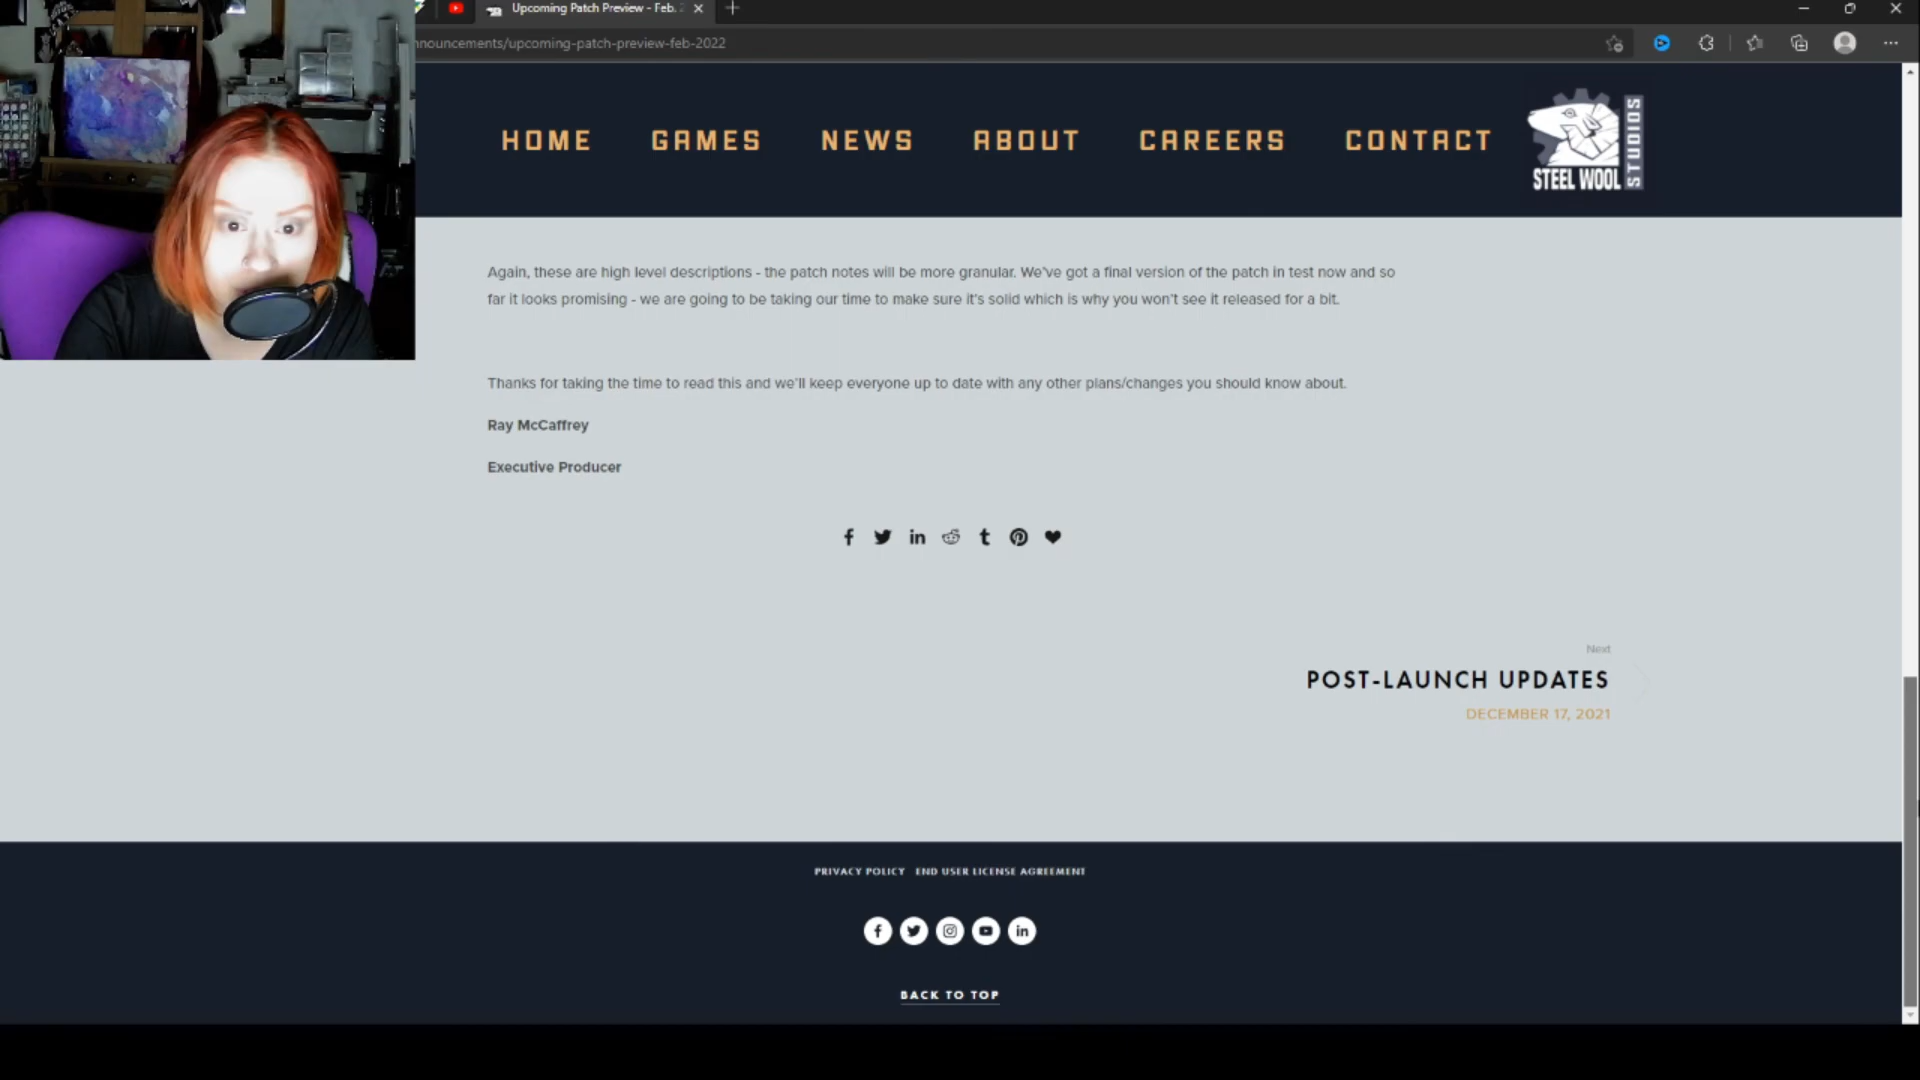 Upcoming Patch Preview - Feb.
nnouncements/upcoming-patch-preview-feb-2022
HOME GAMES NEWS ABOUT CAREERS CONTACT
STEEL WOOL STUDIOS
Again, these are high level descriptions - the patch notes will be more granular. We've got a final version of the patch in test now and so
far it looks promising - we are going to be taking our time to make sure it's solid which is why you won't see it released for a bit.
Thanks for taking the time to read this and we'll keep everyone up to date with any other plans/changes you should know about.
Ray McCaffrey
Executive Producer
Next
POST-LAUNCH UPDATES
DECEMBER 17, 2021
PRIVACY POLICY END USER LICENSE AGREEMENT
BACK TO TOP